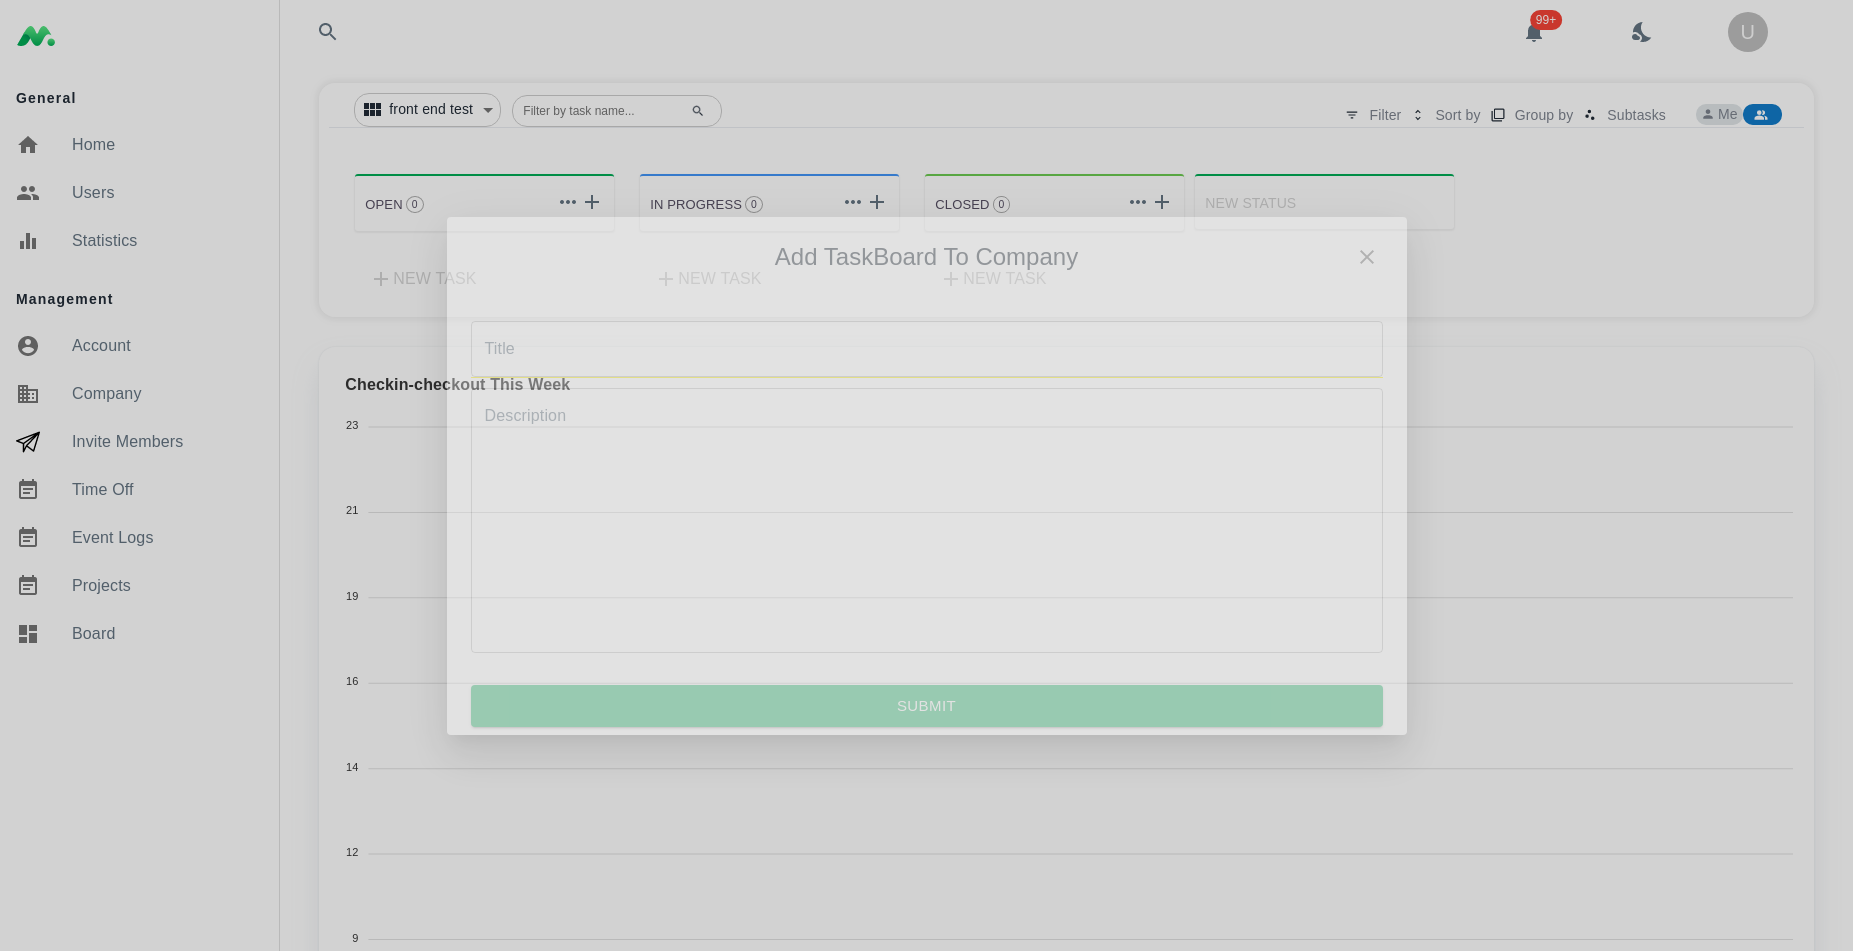 General
Home
Users
Statistics
Management
Account
Company
Invite Members
Time Off
Event Logs
Projects
Board
99+
U
front end test
Filter by task name...
Filter
Sort by
Group by
Subtasks
Me
OPEN 0
IN PROGRESS 0
CLOSED 0
NEW STATUS
NEW TASK
NEW TASK
NEW TASK
Add TaskBoard To Company
Title
Description
SUBMIT
Checkin-checkout This Week
23
21
19
16
14
12
9